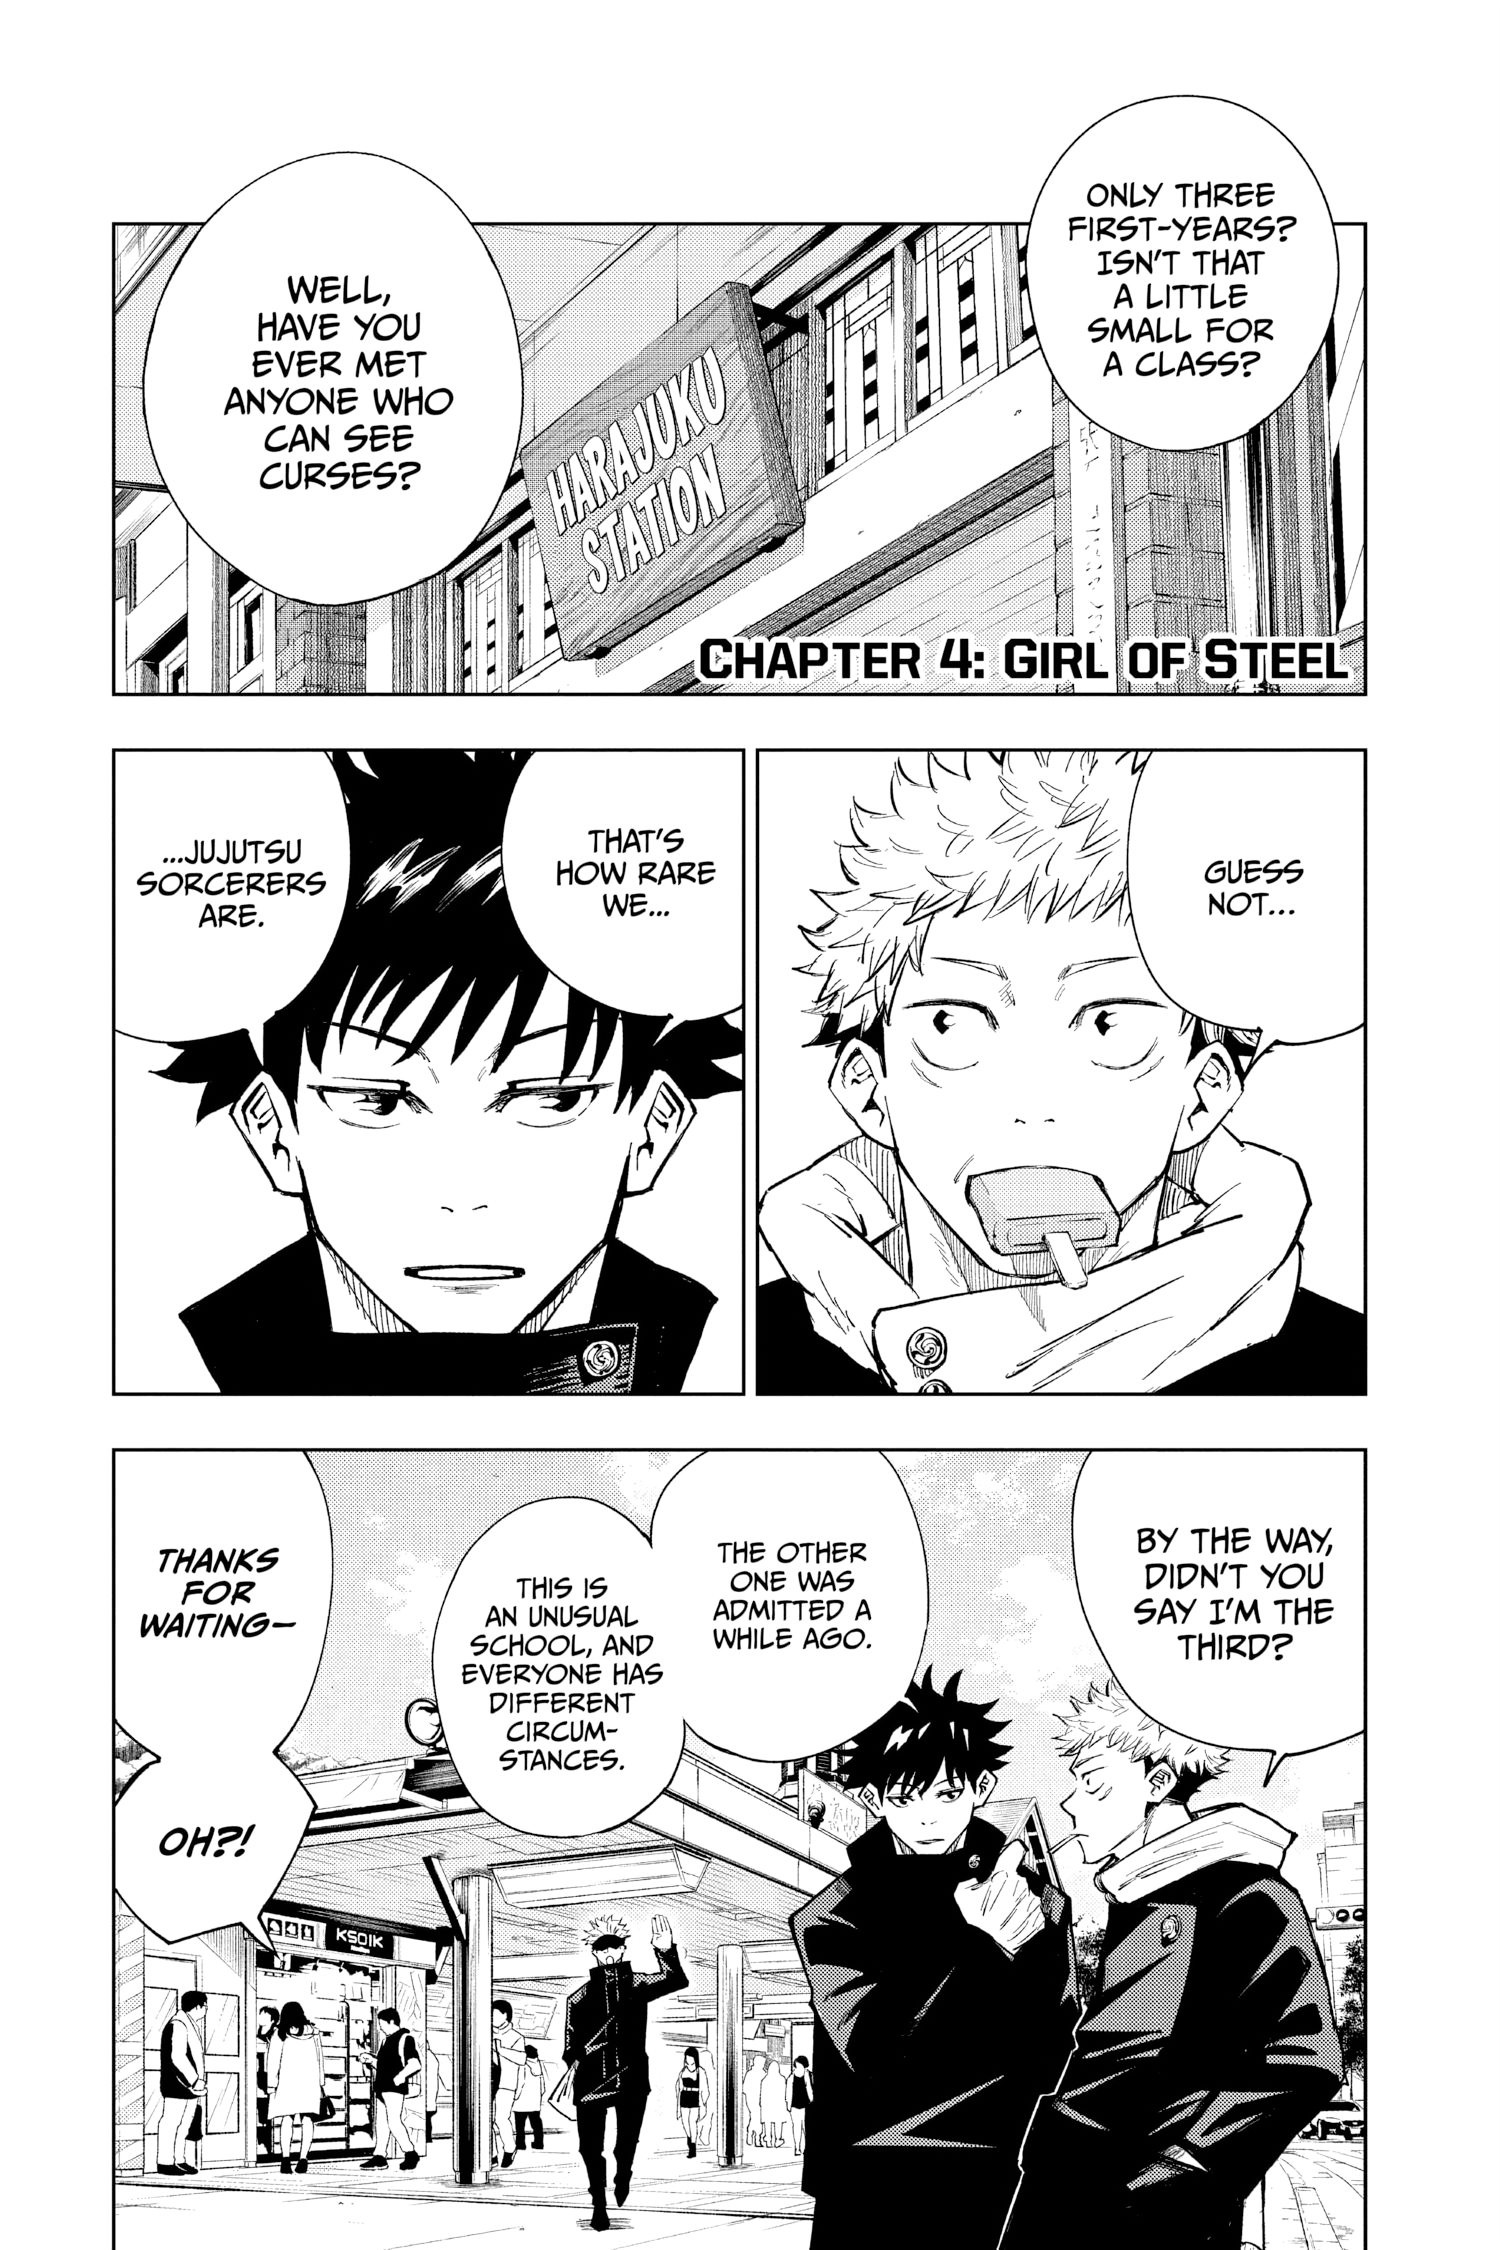 ONLY THREE
FIRST-YEARS?
ISN'T THAT
A LITTLE
SMALL FOR
A CLASS?
WELL,
HAVE YOU
EVER MET
ANYONE WHO
CAN SEE
CURSES?
HARAJUKU
STATION
CHAPTER 4: GIRL OF STEEL
GUESS
NOT...
THAT'S
HOW RARE
WE...
...JUJUTSU
SORCERERS
ARE.
BY THE WAY,
DIDN'T YOU
SAY I'M THE
THIRD?
THE OTHER
ONE WAS
ADMITTED A
WHILE AGO.
THIS IS
AN UNUSUAL
SCHOOL, AND
EVERYONE HAS
DIFFERENT
CIRCUM-
STANCES.
THANKS
FOR
WAITING—
OH?!
KSOIK